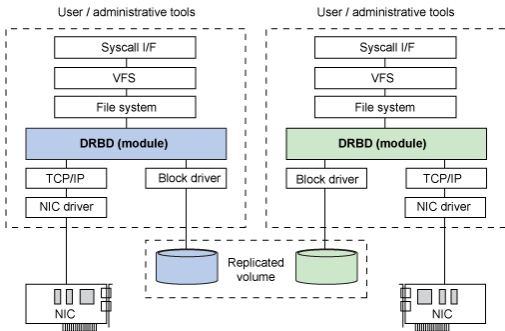 User / administrative tools
User / administrative tools
Syscall I/F
Syscall I/F
VFS
VFS
File system
File system
DRBD (module)
DRBD (module)
TCP/IP
Block driver
Block driver
TCP/IP
NIC driver
NIC driver
Replicated
volume
NIC
NIC